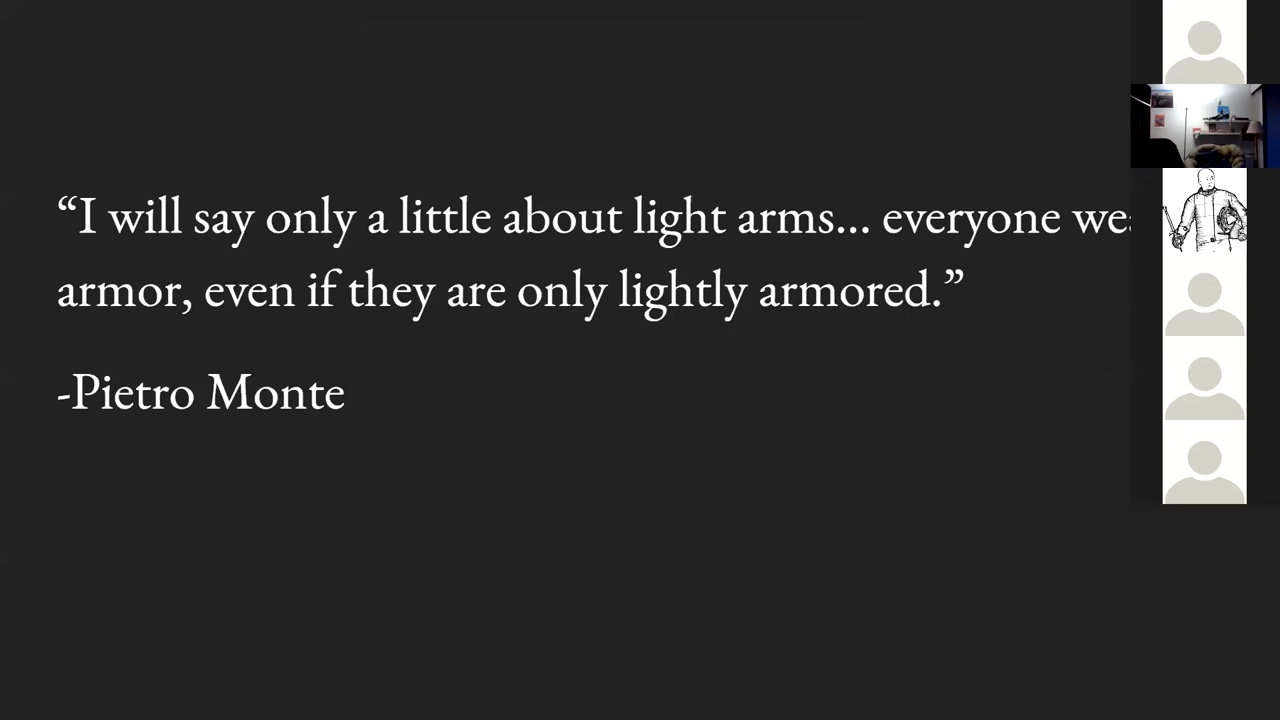 “I will say only a little about light arms... everyone
armor, even if they are only lightly armored.”
-Pietro Monte